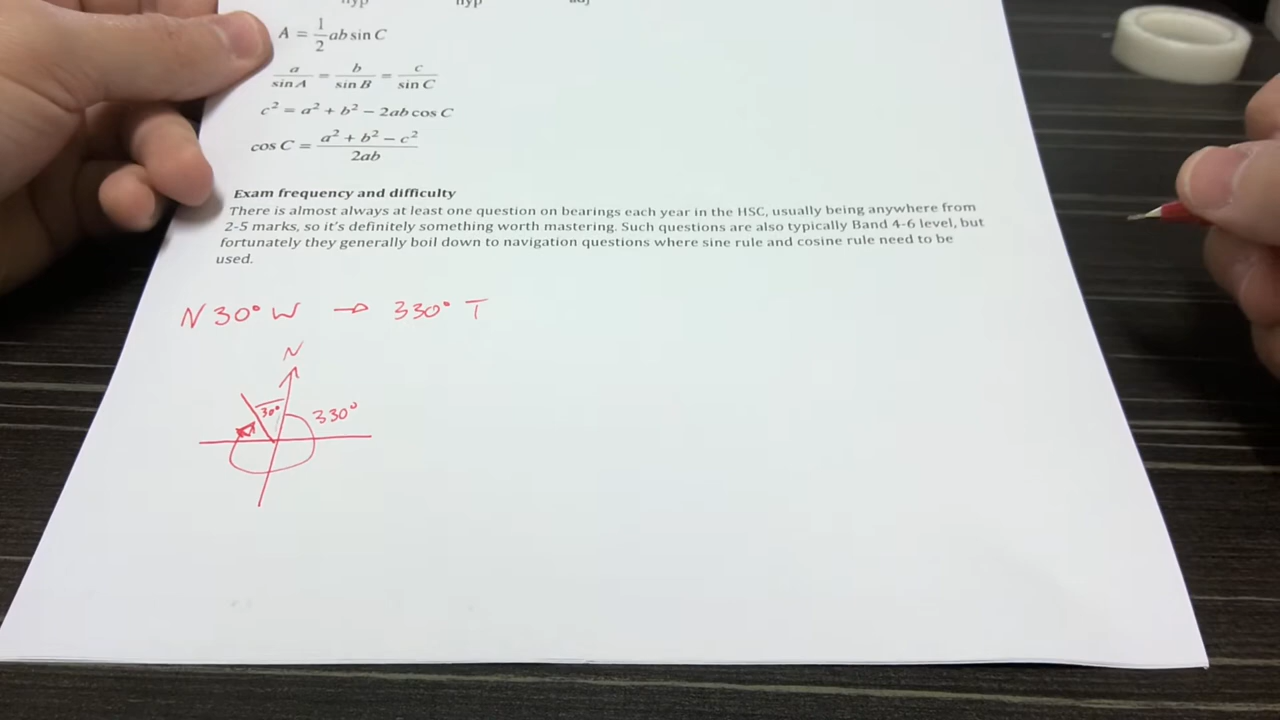 hyp hyp adj
A = 1/2 ab sin C
a/sin A = b/sin B = c/sin C
c² = a² + b² − 2ab cos C
cos C = (a² + b² − c²)/2ab
Exam frequency and difficulty
There is almost always at least one question on bearings each year in the HSC, usually being anywhere from
2-5 marks, so it's definitely something worth mastering. Such questions are also typically Band 4-6 level, but
fortunately they generally boil down to navigation questions where sine rule and cosine rule need to be
used.
N 30° W → 330° T
N
30°
330°